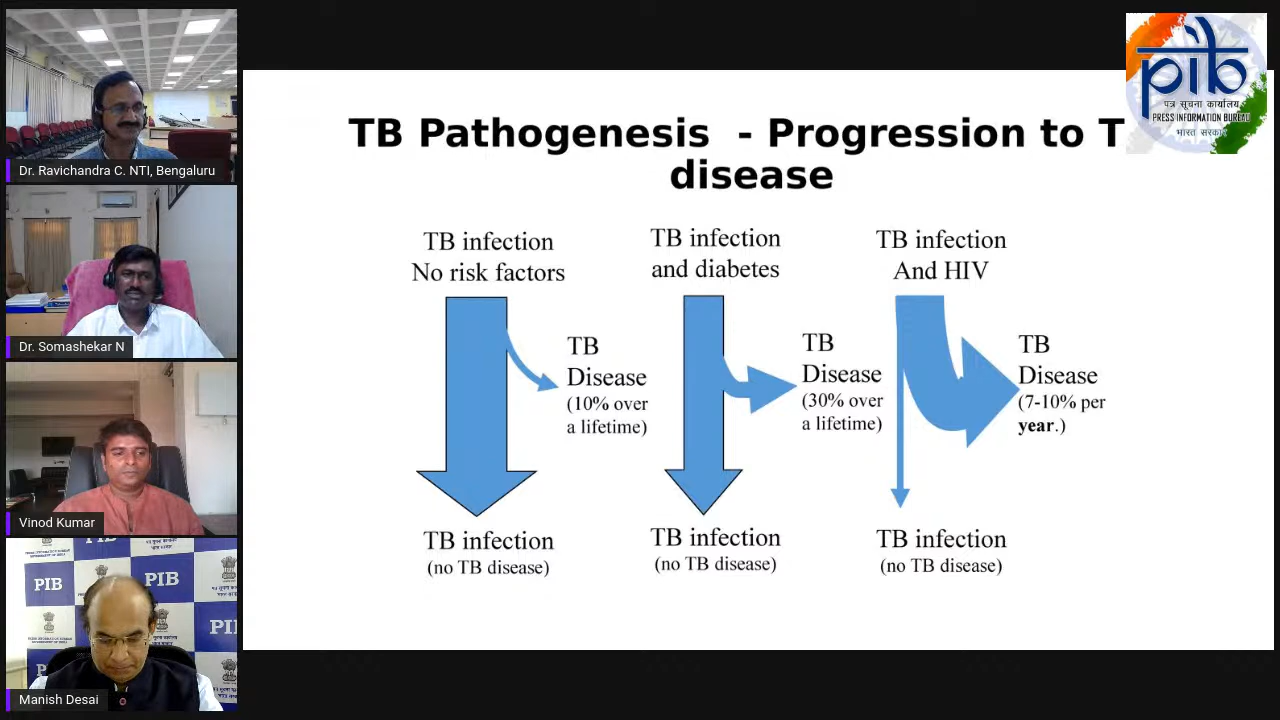 Dr. Ravichandra C. NTI, Bengaluru
Dr. Somashekar N
Vinod Kumar
PIB
PIB
PIB
Manish Desai
TB Pathogenesis - Progression to T
disease
pib
पत्र सूचना कार्यालय
PRESS INFORMATION BUREAU
भारत सरकार
TB infection
No risk factors
TB
Disease
(10% over
a lifetime)
TB infection
(no TB disease)
TB infection
and diabetes
TB
Disease
(30% over
a lifetime)
TB infection
(no TB disease)
TB infection
And HIV
TB
Disease
(7-10% per
year.)
TB infection
(no TB disease)